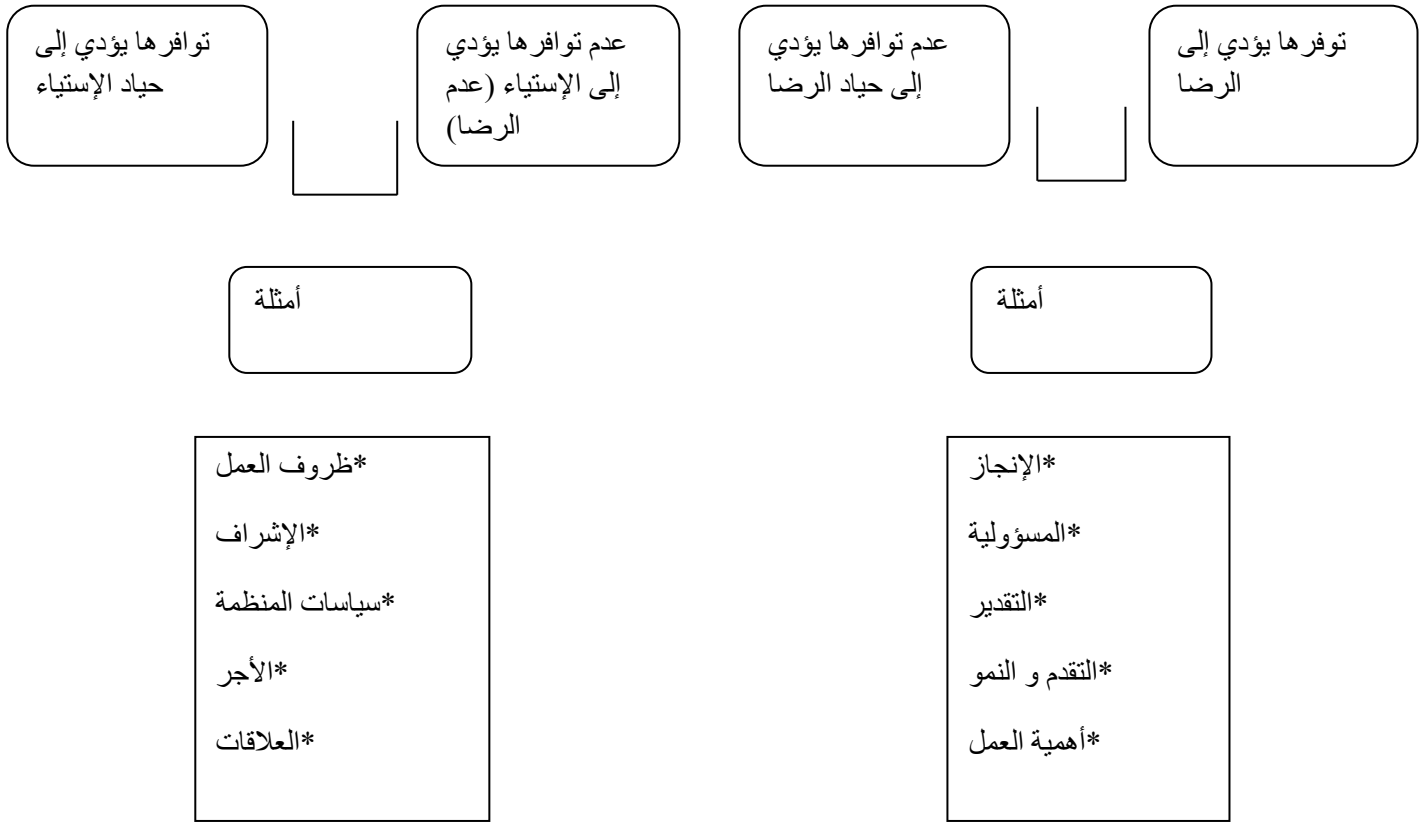 توفرها يؤدي إلى
الرضا
عدم توافرها يؤدي
إلى حياد الرضا
عدم توافرها يؤدي
إلى الإستياء (عدم
الرضا)
توافرها يؤدي إلى
حياد الإستياء
أمثلة
أمثلة
*الإنجاز
*المسؤولية
*التقدير
*التقدم و النمو
*أهمية العمل
*ظروف العمل
*الإشراف
*سياسات المنظمة
*الأجر
*العلاقات